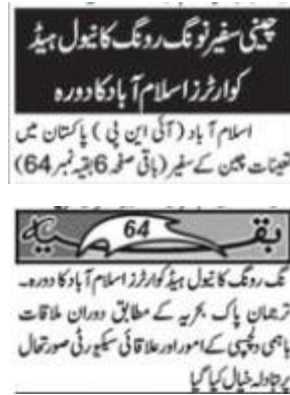 چینی سفیر نونگ رونگ کا نیول ہیڈ
کوارٹرز اسلام آباد کا دورہ
اسلام آباد (آئی این پی) پاکستان میں
تعینات چین کے سفیر (باقی صفحہ 6 بقیہ نمبر 64)
بقیہ 64
نگ رونگ کا نیول ہیڈ کوارٹرز اسلام آباد کا دورہ۔
ترجمان پاک بحریہ کے مطابق دوران ملاقات
باہمی دلچسپی کے امور اور علاقائی سیکیورٹی صورتحال
پر تبادلہ خیال کیا گیا